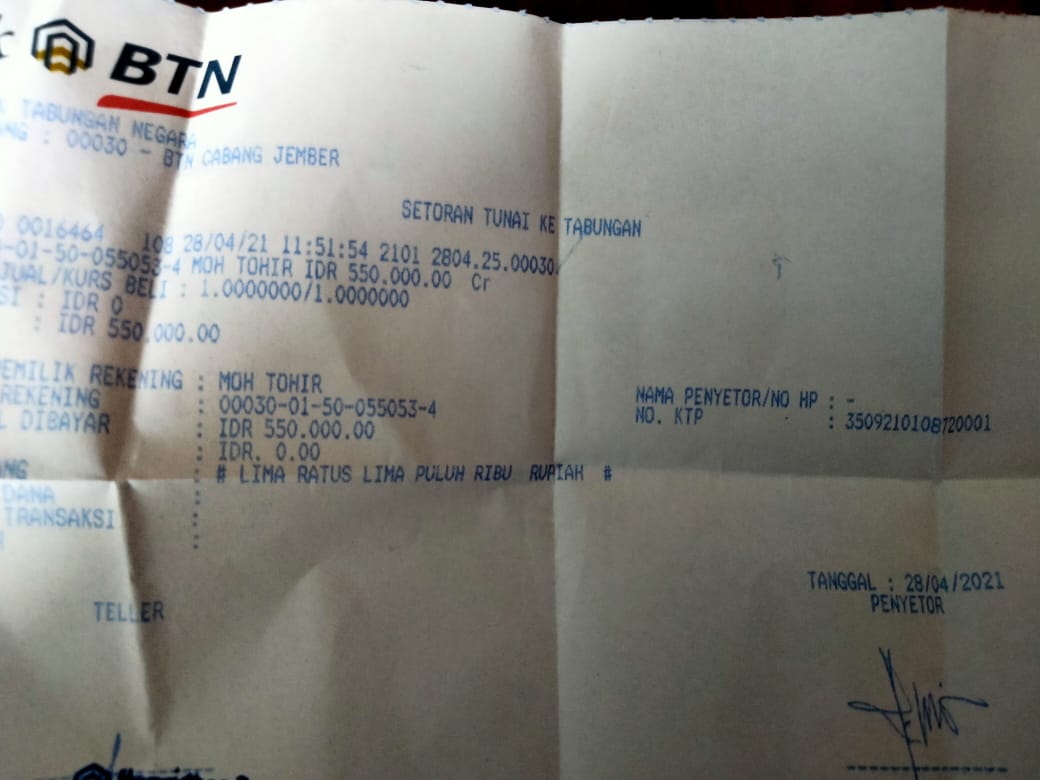 BTN
TABUNGAN NEGARA
ANG : 00030 - BTN CABANG JEMBER
SETORAN TUNAI KE TABUNGAN
0016464 108 28/04/21 11:51:54 2101 2804.25.00030
-01-50-055053-4 MOH TOHIR IDR 550.000.00 Cr
JUAL/KURS BELI : 1.0000000/1.0000000
SI : IDR 0
: IDR 550.000.00
EMILIK REKENING : MOH TOHIR
REKENING : 00030-01-50-055053-4
L DIBAYAR : IDR 550.000.00
: IDR. 0.00
ANG : # LIMA RATUS LIMA PULUH RIBU RUPIAH #
DANA :
TRANSAKSI :
:
NAMA PENYETOR/NO HP : -
NO. KTP : 3509210108720001
TANGGAL : 28/04/2021
PENYETOR
TELLER